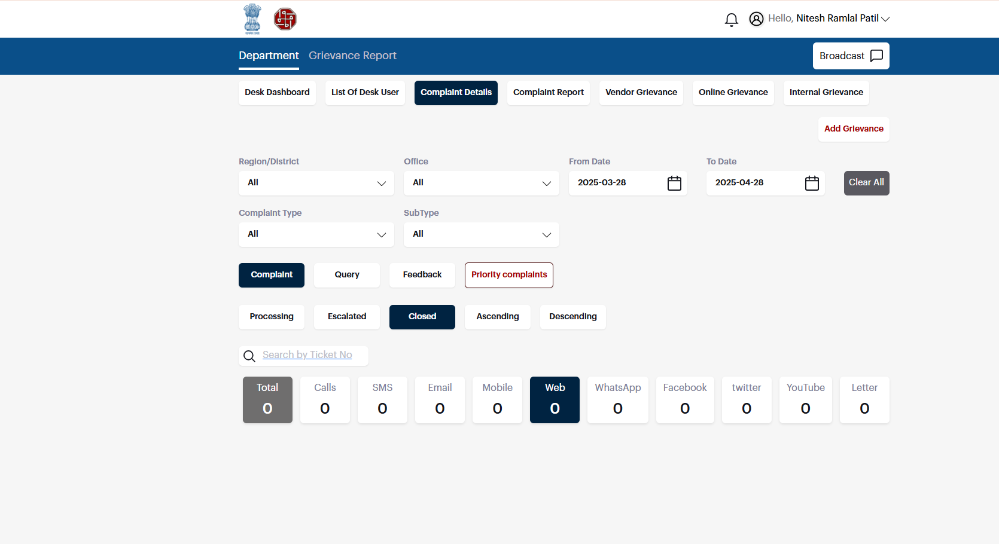 Hello, Nitesh Ramlal Patil
Department Grievance Report Broadcast
Desk Dashboard List Of Desk User Complaint Details Complaint Report Vendor Grievance Online Grievance Internal Grievance
Add Grievance
Region/District Office From Date To Date
All All 2025-03-28 2025-04-28 Clear All
Complaint Type SubType
All All
Complaint Query Feedback Priority complaints
Processing Escalated Closed Ascending Descending
Search by Ticket No
Total Calls SMS Email Mobile Web WhatsApp Facebook twitter YouTube Letter
0 0 0 0 0 0 0 0 0 0 0